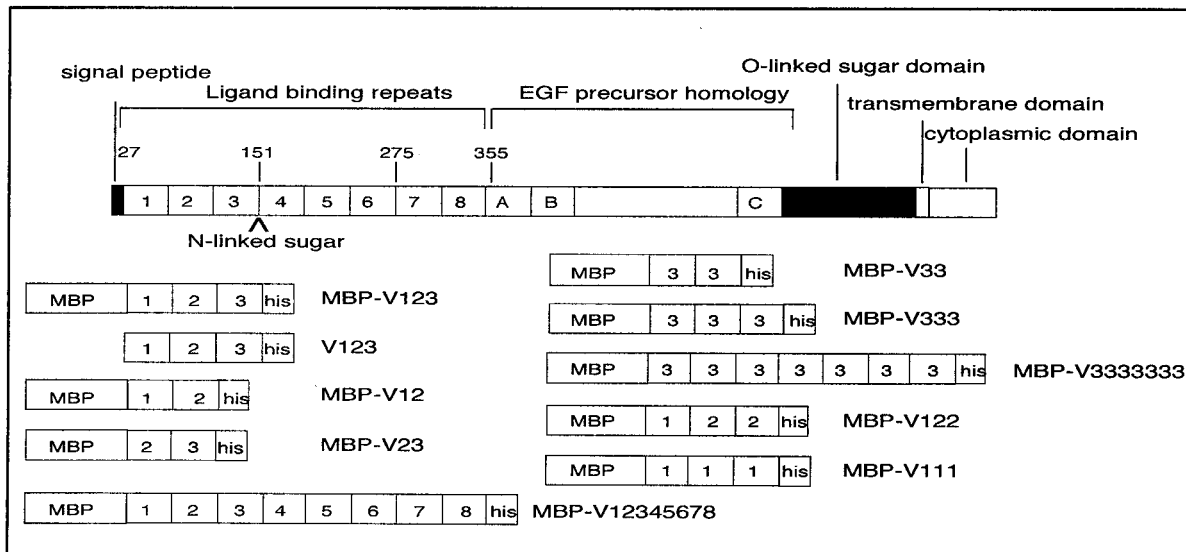 signal peptide
Ligand binding repeats
EGF precursor homology
O-linked sugar domain
transmembrane domain
cytoplasmic domain
27 151 275 355
1 2 3 4 5 6 7 8 A B C
N-linked sugar
MBP 1 2 3 his MBP-V123
1 2 3 his V123
MBP 1 2 his MBP-V12
MBP 2 3 his MBP-V23
MBP 1 2 3 4 5 6 7 8 his MBP-V12345678
MBP 3 3 his MBP-V33
MBP 3 3 3 his MBP-V333
MBP 3 3 3 3 3 3 3 his MBP-V3333333
MBP 1 2 2 his MBP-V122
MBP 1 1 1 his MBP-V111